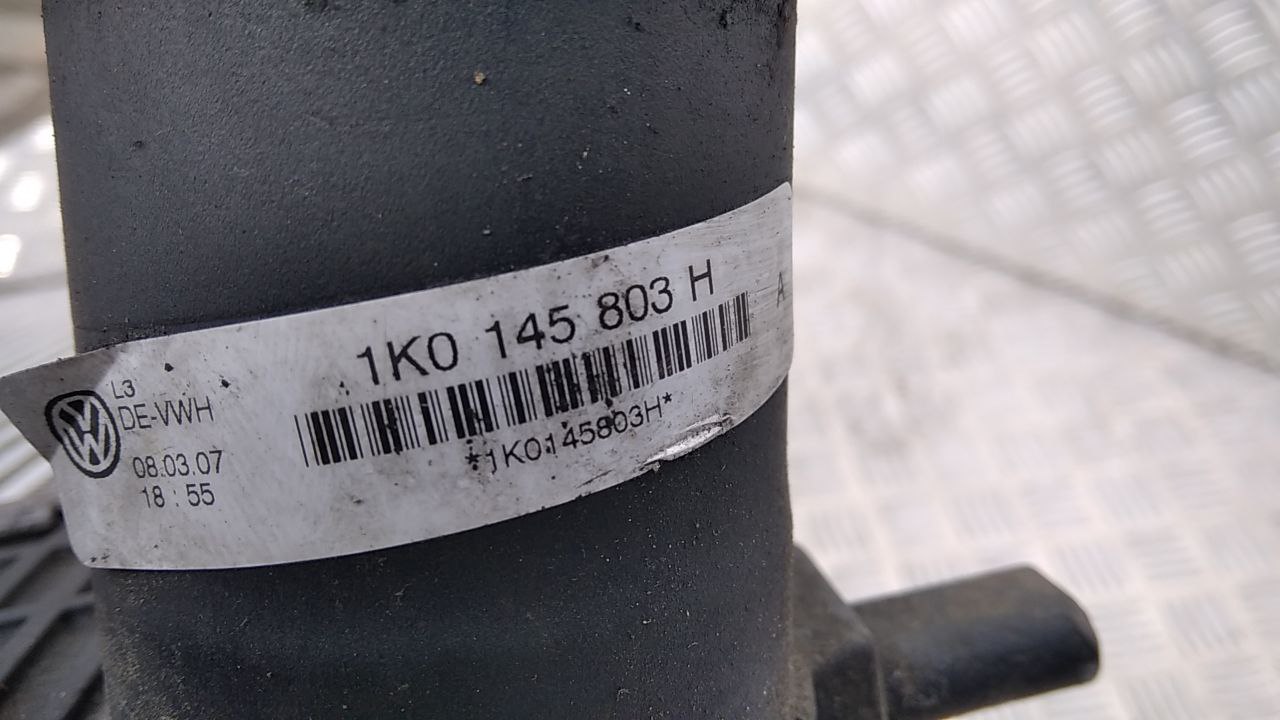 1K0 145 803 H
A
*1K0145803H*
L3
DE-VWH
08.03.07
18 : 55